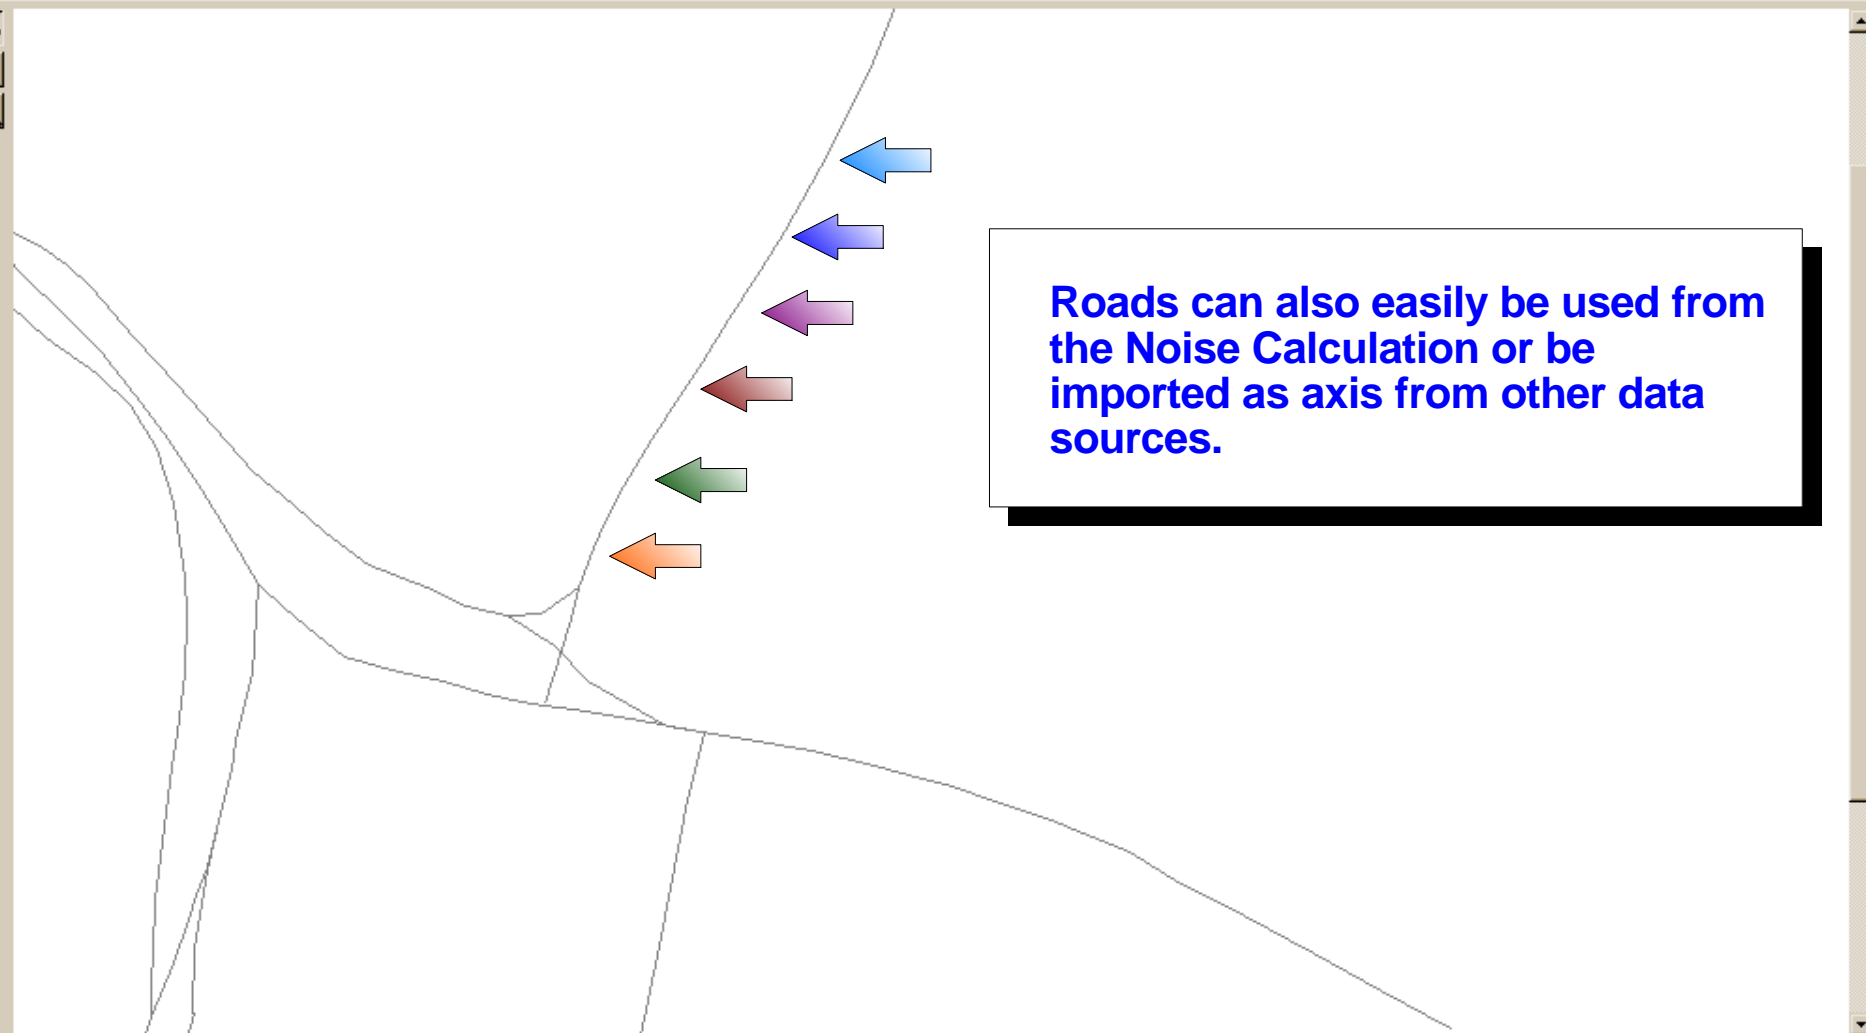 Roads can also easily be used from
the Noise Calculation or be
imported as axis from other data
sources.